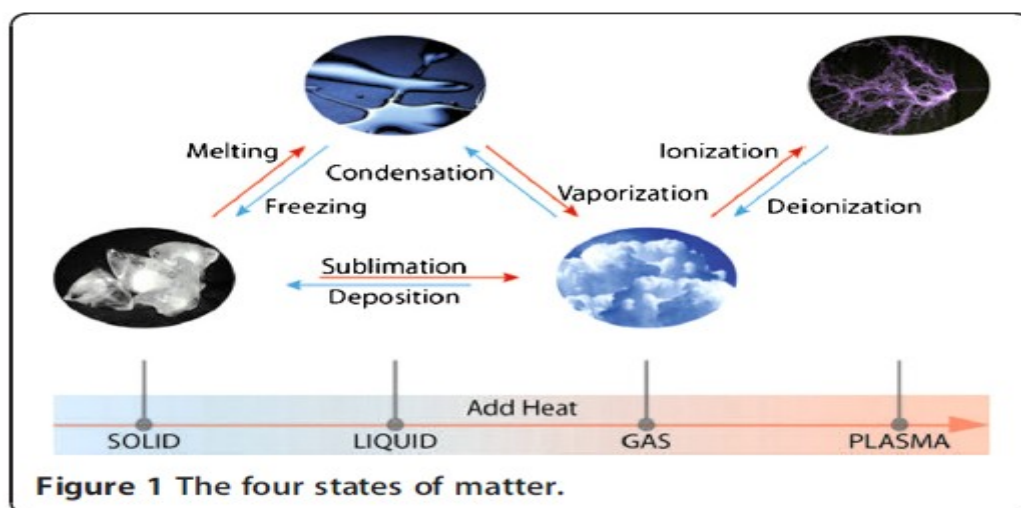 Melting
Condensation
Freezing
Vaporization
Ionization
Deionization
Sublimation
Deposition
Add Heat
SOLID
LIQUID
GAS
PLASMA
Figure 1 The four states of matter.